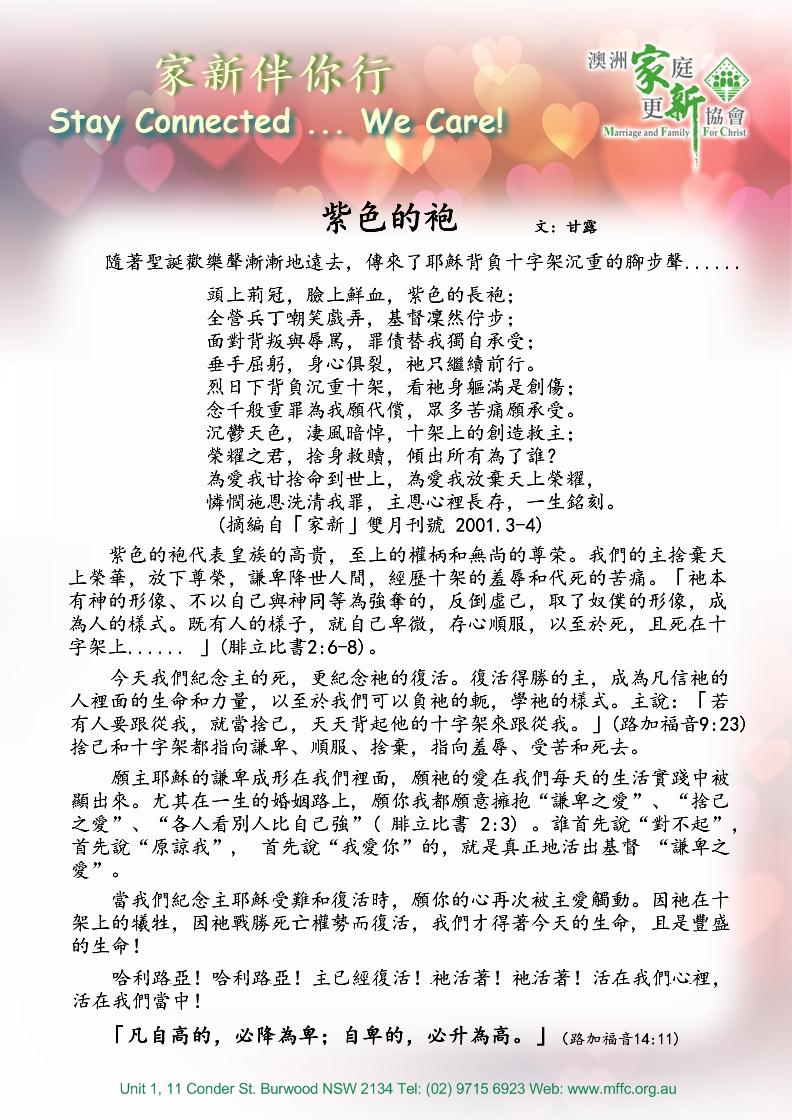 家新伴你行
Stay Connected ... We Care!
澳洲家庭更新協會
Marriage and Family For Christ
紫色的袍 文：甘露
隨著聖誕歡樂聲漸漸地遠去，傳來了耶穌背負十字架沉重的腳步聲......
頭上荊冠，臉上鮮血，紫色的長袍；
全營兵丁嘲笑戲弄，基督凜然佇步；
面對背叛與辱罵，罪債替我獨自承受；
垂手屈躬，身心俱裂，祂只繼續前行。
烈日下背負沉重十架，看祂身軀滿是創傷；
念千般重罪為我願代償，眾多苦痛願承受。
沉鬱天色，淒風暗悼，十架上的創造救主；
榮耀之君，捨身救贖，傾出所有為了誰？
為愛我甘捨命到世上，為愛我放棄天上榮耀，
憐憫施恩洗清我罪，主恩心裡長存，一生銘刻。
（摘編自「家新」雙月刊號 2001.3-4）
紫色的袍代表皇族的高贵，至上的權柄和無尚的尊荣。我們的主捨棄天
上榮華，放下尊榮，謙卑降世人間，經歷十架的羞辱和代死的苦痛。「祂本
有神的形像、不以自己與神同等為強奪的，反倒虛己，取了奴僕的形像，成
為人的樣式。既有人的樣子，就自己卑微，存心順服，以至於死，且死在十
字架上...... 」(腓立比書2:6-8)。
今天我們紀念主的死，更紀念祂的復活。復活得勝的主，成為凡信祂的
人裡面的生命和力量，以至於我們可以負祂的軛，學祂的樣式。主說：「若
有人要跟從我，就當捨己，天天背起他的十字架來跟從我。」(路加福音9:23)
捨己和十字架都指向謙卑、順服、捨棄，指向羞辱、受苦和死去。
願主耶穌的謙卑成形在我們裡面，願祂的愛在我們每天的生活實踐中被
顯出來。尤其在一生的婚姻路上，願你我都願意擁抱“謙卑之愛”、“捨己
之愛”、“各人看別人比自己強”( 腓立比書 2:3) 。誰首先說“對不起”，
首先說“原諒我”， 首先說“我愛你”的，就是真正地活出基督 “謙卑之
愛”。
當我們紀念主耶穌受難和復活時，願你的心再次被主愛觸動。因祂在十
架上的犧牲，因祂戰勝死亡權勢而復活，我們才得著今天的生命，且是豐盛
的生命！
哈利路亞！哈利路亞！主已經復活！祂活著！祂活著！活在我們心裡，
活在我們當中！
「凡自高的，必降為卑；自卑的，必升為高。」(路加福音14:11)
Unit 1, 11 Conder St. Burwood NSW 2134 Tel: (02) 9715 6923 Web: www.mffc.org.au